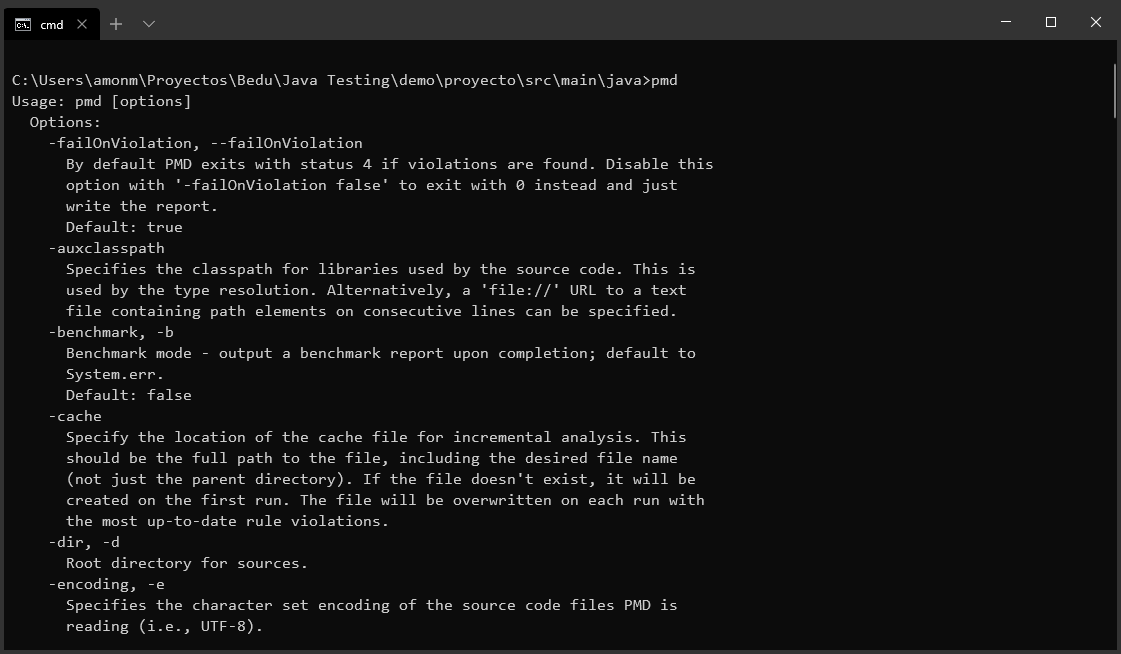 cmd
C:\Users\amonm\Proyectos\Bedu\Java Testing\demo\proyecto\src\main\java>pmd
Usage: pmd [options]
  Options:
    -failOnViolation, --failOnViolation
      By default PMD exits with status 4 if violations are found. Disable this
      option with '-failOnViolation false' to exit with 0 instead and just
      write the report.
      Default: true
    -auxclasspath
      Specifies the classpath for libraries used by the source code. This is
      used by the type resolution. Alternatively, a 'file://' URL to a text
      file containing path elements on consecutive lines can be specified.
    -benchmark, -b
      Benchmark mode - output a benchmark report upon completion; default to
      System.err.
      Default: false
    -cache
      Specify the location of the cache file for incremental analysis. This
      should be the full path to the file, including the desired file name
      (not just the parent directory). If the file doesn't exist, it will be
      created on the first run. The file will be overwritten on each run with
      the most up-to-date rule violations.
    -dir, -d
      Root directory for sources.
    -encoding, -e
      Specifies the character set encoding of the source code files PMD is
      reading (i.e., UTF-8).